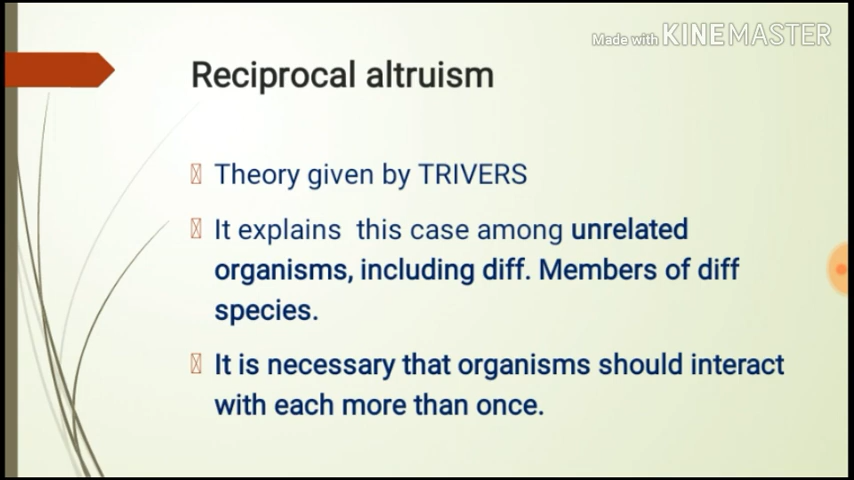 Made with KINEMASTER
Reciprocal altruism
Theory given by TRIVERS
It explains this case among unrelated
organisms, including diff. Members of diff
species.
It is necessary that organisms should interact
with each more than once.